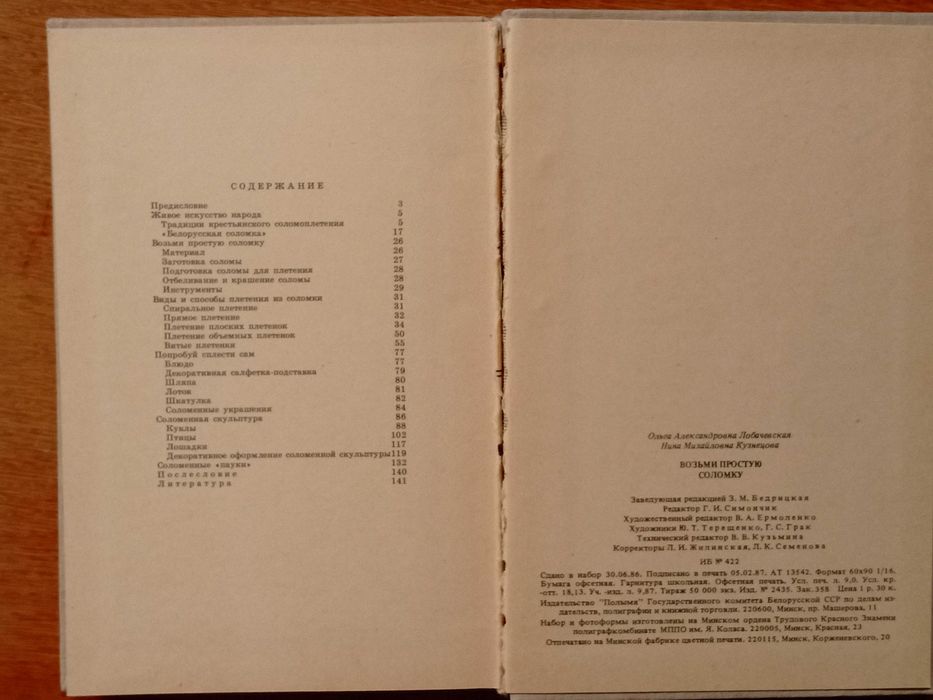 СОДЕРЖАНИЕ
Предисловие 3
Живое искусство народа 5
Традиции крестьянского соломоплетения 5
«Белорусская соломка» 17
Возьми простую соломку 26
Материал 26
Заготовка соломы 27
Подготовка соломы для плетения 28
Отбеливание и крашение соломы 28
Инструменты 29
Виды и способы плетения из соломки 31
Спиральное плетение 31
Прямое плетение 32
Плетение плоских плетенок 34
Плетение объемных плетенок 50
Витые плетенки 55
Попробуй сплести сам 77
Блюдо 77
Декоративная салфетка-подставка 79
Шляпа 80
Лоток 81
Шкатулка 82
Соломенные украшения 84
Соломенная скульптура 86
Куклы 88
Птицы 102
Лошадки 117
Декоративное оформление соломенной скульптуры 119
Соломенные «пауки» 132
Послесловие 140
Литература 141
Ольга Александровна Лобачевская
Нина Михайловна Кузнецова
ВОЗЬМИ ПРОСТУЮ
СОЛОМКУ
Заведующая редакцией З. М. Бедрицкая
Редактор Г. И. Симончик
Художественный редактор В. А. Ермоленко
Художники Ю. Т. Терещенко, Г. С. Грак
Технический редактор В. В. Кузьмина
Корректоры Л. И. Жилинская, Л. К. Семенова
ИБ № 422
Сдано в набор 30.06.86. Подписано в печать 05.02.87. АТ 13542. Формат 60х90 1/16.
Бумага офсетная. Гарнитура школьная. Офсетная печать. Усл. печ. л. 9,0. Усл. кр.
-отт. 18,13. Уч. -изд. л. 9,87. Тираж 50 000 экз. Изд. № 2435. Зак. 358 Цена 1 р. 30 к.
Издательство "Полымя" Государственного комитета Белорусской ССР по делам из-
дательств, полиграфии и книжной торговли. 220600, Минск, пр. Машерова, 11
Набор и фотоформы изготовлены на Минском ордена Трудового Красного Знамени
полиграфкомбинате МППО им. Я. Коласа. 220005, Минск, Красная, 23
Отпечатано на Минской фабрике цветной печати. 220115, Минск, Корженевского, 20